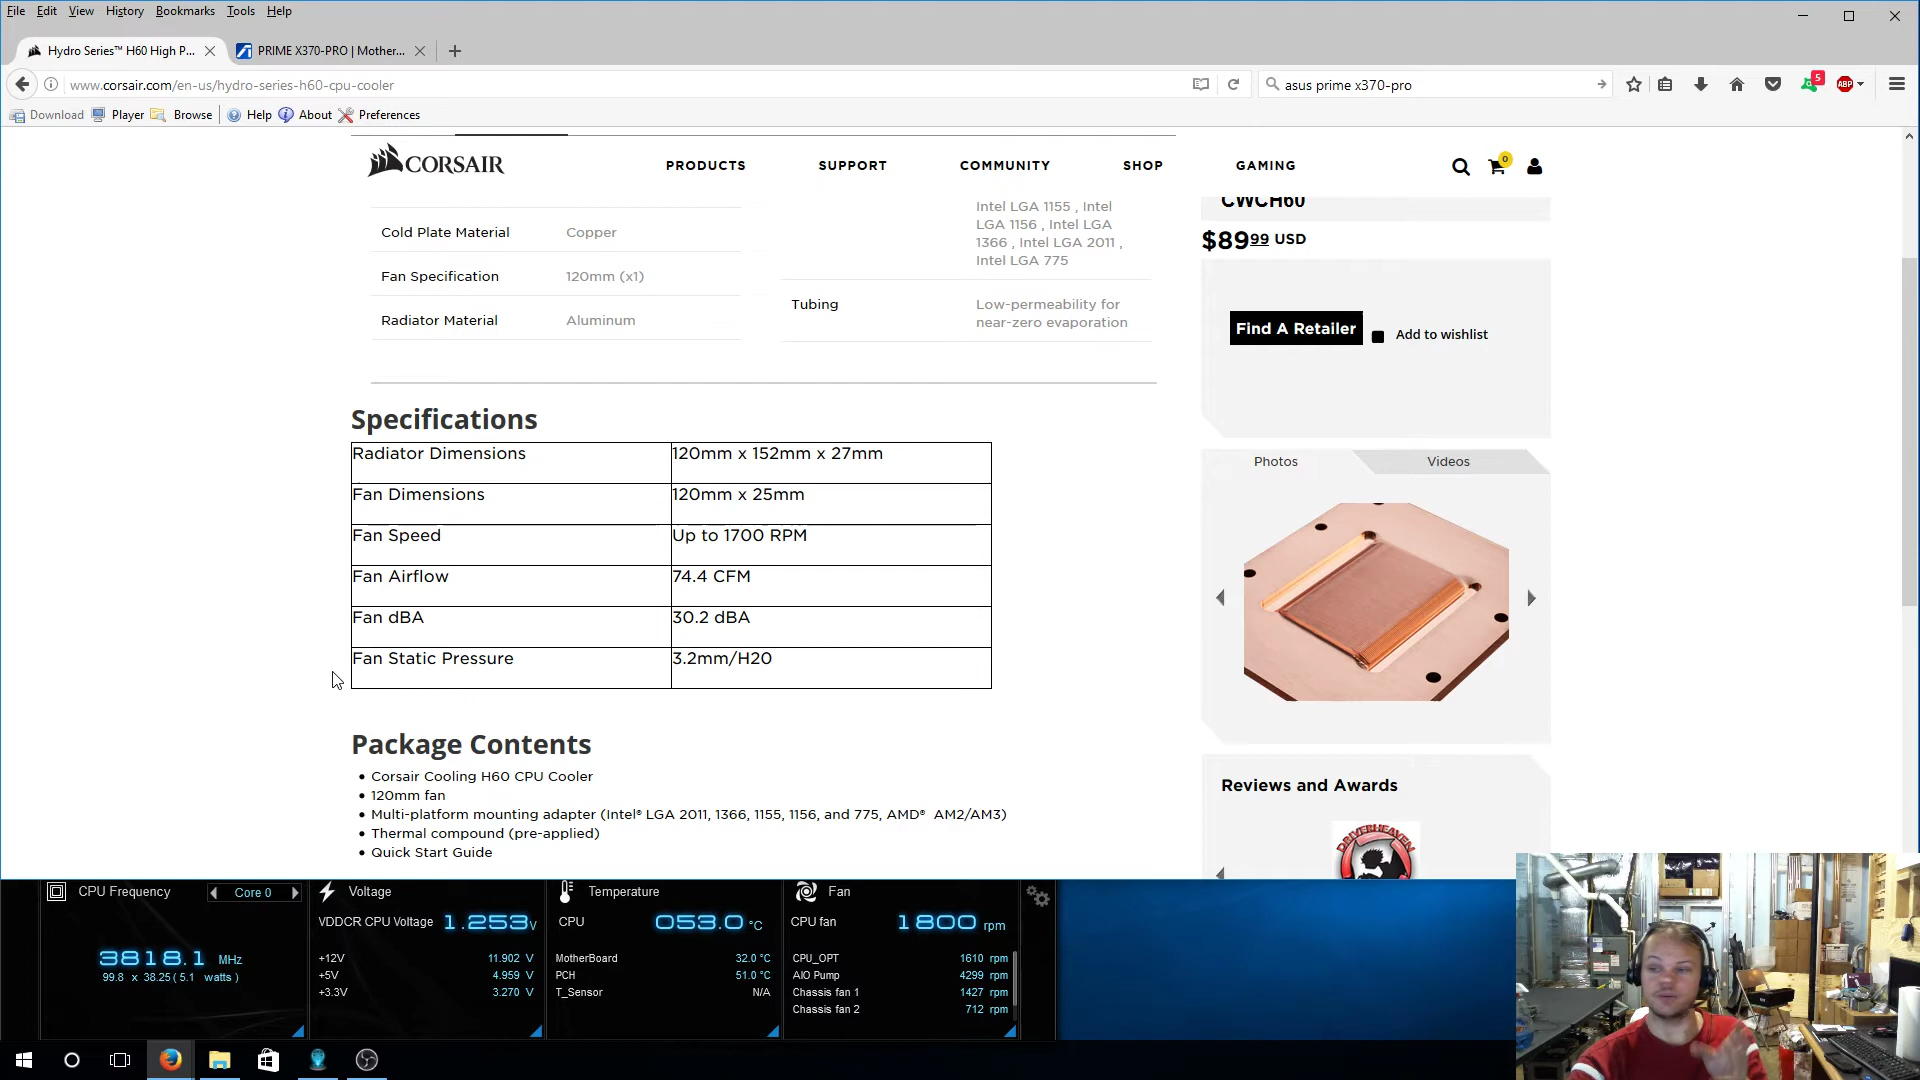 File Edit View History Bookmarks Tools Help
Hydro Series™ H60 High P... PRIME X370-PRO | Mother...
www.corsair.com/en-us/hydro-series-h60-cpu-cooler asus prime x370-pro 5 ABP
Download Player Browse Help About Preferences
CORSAIR PRODUCTS SUPPORT COMMUNITY SHOP GAMING 0
Cold Plate Material Copper
Fan Specification 120mm (x1)
Radiator Material Aluminum
Intel LGA 1155 , Intel
LGA 1156 , Intel LGA
1366 , Intel LGA 2011 ,
Intel LGA 775
Tubing Low-permeability for
near-zero evaporation
CWCH60
$89.99 USD
Find A Retailer Add to wishlist
Specifications
Radiator Dimensions 120mm x 152mm x 27mm
Fan Dimensions 120mm x 25mm
Fan Speed Up to 1700 RPM
Fan Airflow 74.4 CFM
Fan dBA 30.2 dBA
Fan Static Pressure 3.2mm/H20
Photos Videos
Reviews and Awards
DRIVERHEAVEN
Package Contents
• Corsair Cooling H60 CPU Cooler
• 120mm fan
• Multi-platform mounting adapter (Intel® LGA 2011, 1366, 1155, 1156, and 775, AMD® AM2/AM3)
• Thermal compound (pre-applied)
• Quick Start Guide
CPU Frequency Core 0
3818.1 MHz
99.8 x 38.25 ( 5.1 watts )
Voltage
VDDCR CPU Voltage 1.253 V
+12V 11.902 V
+5V 4.959 V
+3.3V 3.270 V
Temperature
CPU 053.0 °C
MotherBoard 32.0 °C
PCH 51.0 °C
T_Sensor N/A
Fan
CPU fan 1800 rpm
CPU_OPT 1610 rpm
AIO Pump 4299 rpm
Chassis fan 1 1427 rpm
Chassis fan 2 712 rpm